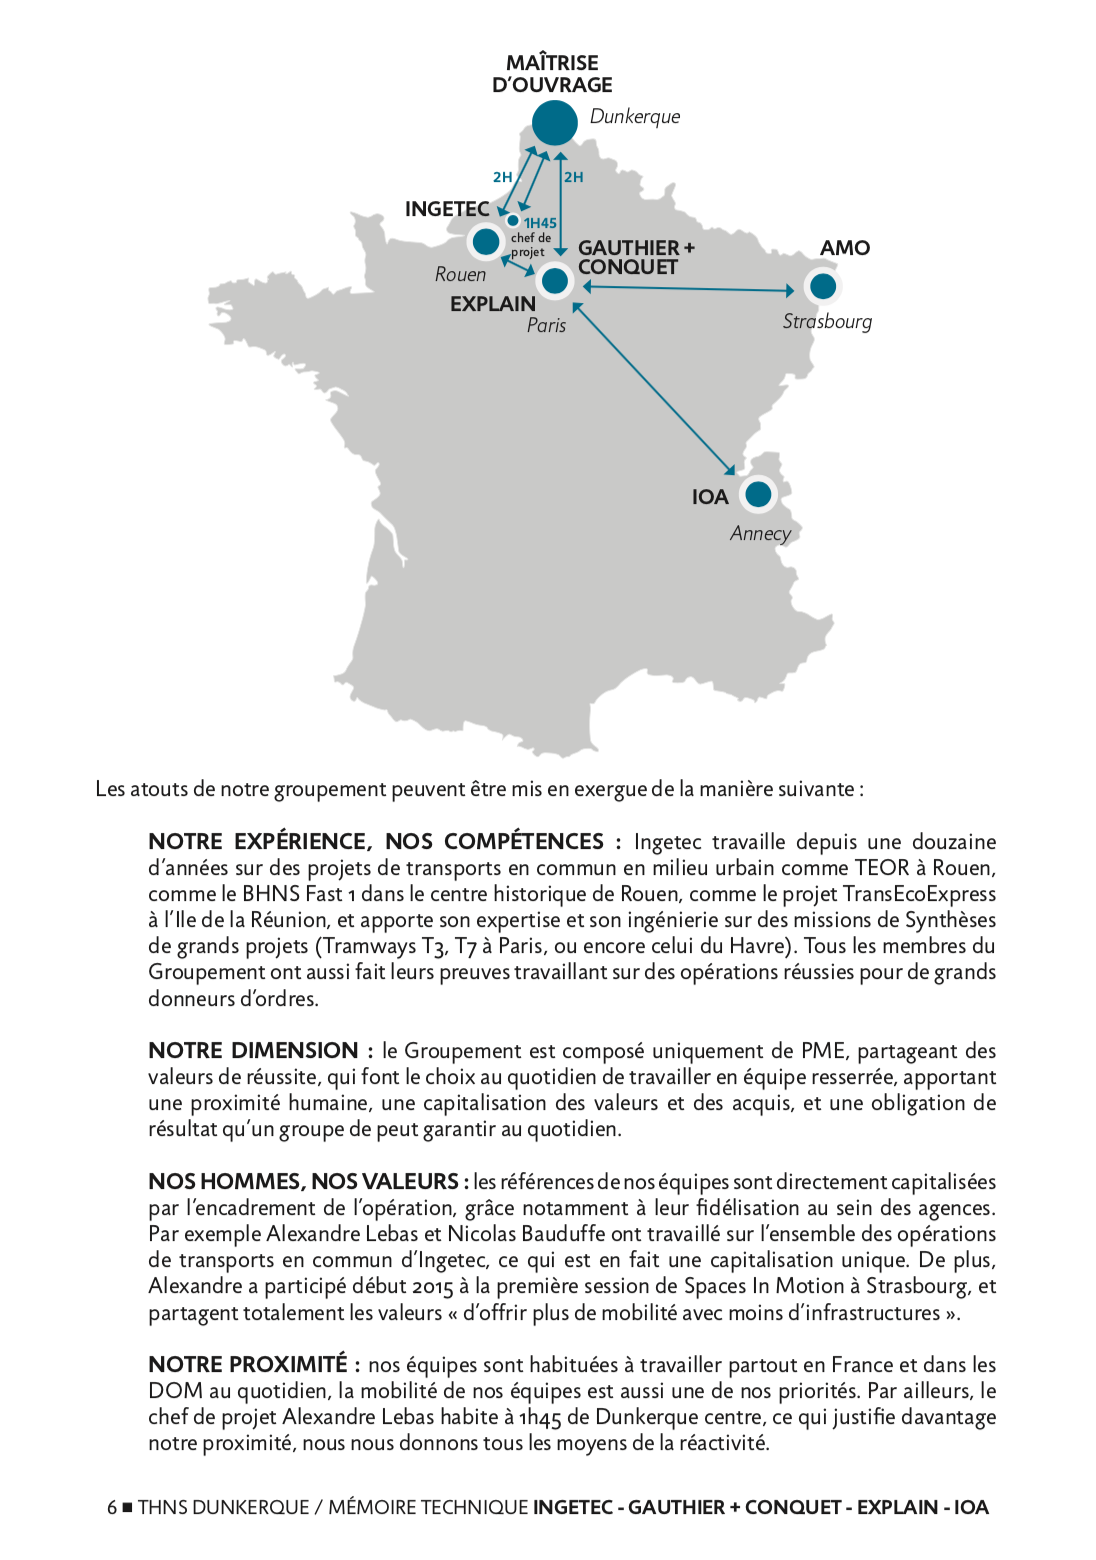 MAÎTRISE
D'OUVRAGE
Dunkerque
2H
2H
INGETEC
1H45
chef de
projet
GAUTHIER +
CONQUET
AMO
Rouen
EXPLAIN
Paris
Strasbourg
IOA
Annecy
Les atouts de notre groupement peuvent être mis en exergue de la manière suivante :
NOTRE EXPÉRIENCE, NOS COMPÉTENCES : Ingetec travaille depuis une douzaine
d'années sur des projets de transports en commun en milieu urbain comme TEOR à Rouen,
comme le BHNS Fast 1 dans le centre historique de Rouen, comme le projet TransEcoExpress
à l'Ile de la Réunion, et apporte son expertise et son ingénierie sur des missions de Synthèses
de grands projets (Tramways T3, T7 à Paris, ou encore celui du Havre). Tous les membres du
Groupement ont aussi fait leurs preuves travaillant sur des opérations réussies pour de grands
donneurs d'ordres.
NOTRE DIMENSION : le Groupement est composé uniquement de PME, partageant des
valeurs de réussite, qui font le choix au quotidien de travailler en équipe resserrée, apportant
une proximité humaine, une capitalisation des valeurs et des acquis, et une obligation de
résultat qu'un groupe de peut garantir au quotidien.
NOS HOMMES, NOS VALEURS : les références de nos équipes sont directement capitalisées
par l'encadrement de l'opération, grâce notamment à leur fidélisation au sein des agences.
Par exemple Alexandre Lebas et Nicolas Bauduffe ont travaillé sur l'ensemble des opérations
de transports en commun d'Ingetec, ce qui est en fait une capitalisation unique. De plus,
Alexandre a participé début 2015 à la première session de Spaces In Motion à Strasbourg, et
partagent totalement les valeurs « d'offrir plus de mobilité avec moins d'infrastructures ».
NOTRE PROXIMITÉ : nos équipes sont habituées à travailler partout en France et dans les
DOM au quotidien, la mobilité de nos équipes est aussi une de nos priorités. Par ailleurs, le
chef de projet Alexandre Lebas habite à 1h45 de Dunkerque centre, ce qui justifie davantage
notre proximité, nous nous donnons tous les moyens de la réactivité.
6 ■ THNS DUNKERQUE / MÉMOIRE TECHNIQUE INGETEC - GAUTHIER + CONQUET - EXPLAIN - IOA